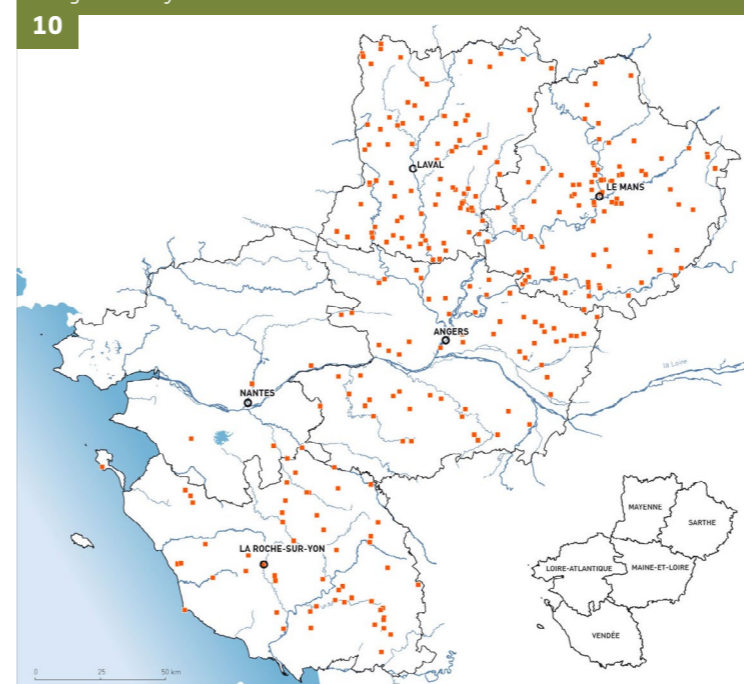 10
LAVAL
LE MANS
ANGERS
la Loire
NANTES
MAYENNE
SARTHE
LA ROCHE-SUR-YON
LOIRE-ATLANTIQUE
MAINE-ET-LOIRE
VENDÉE
0 25 50 km